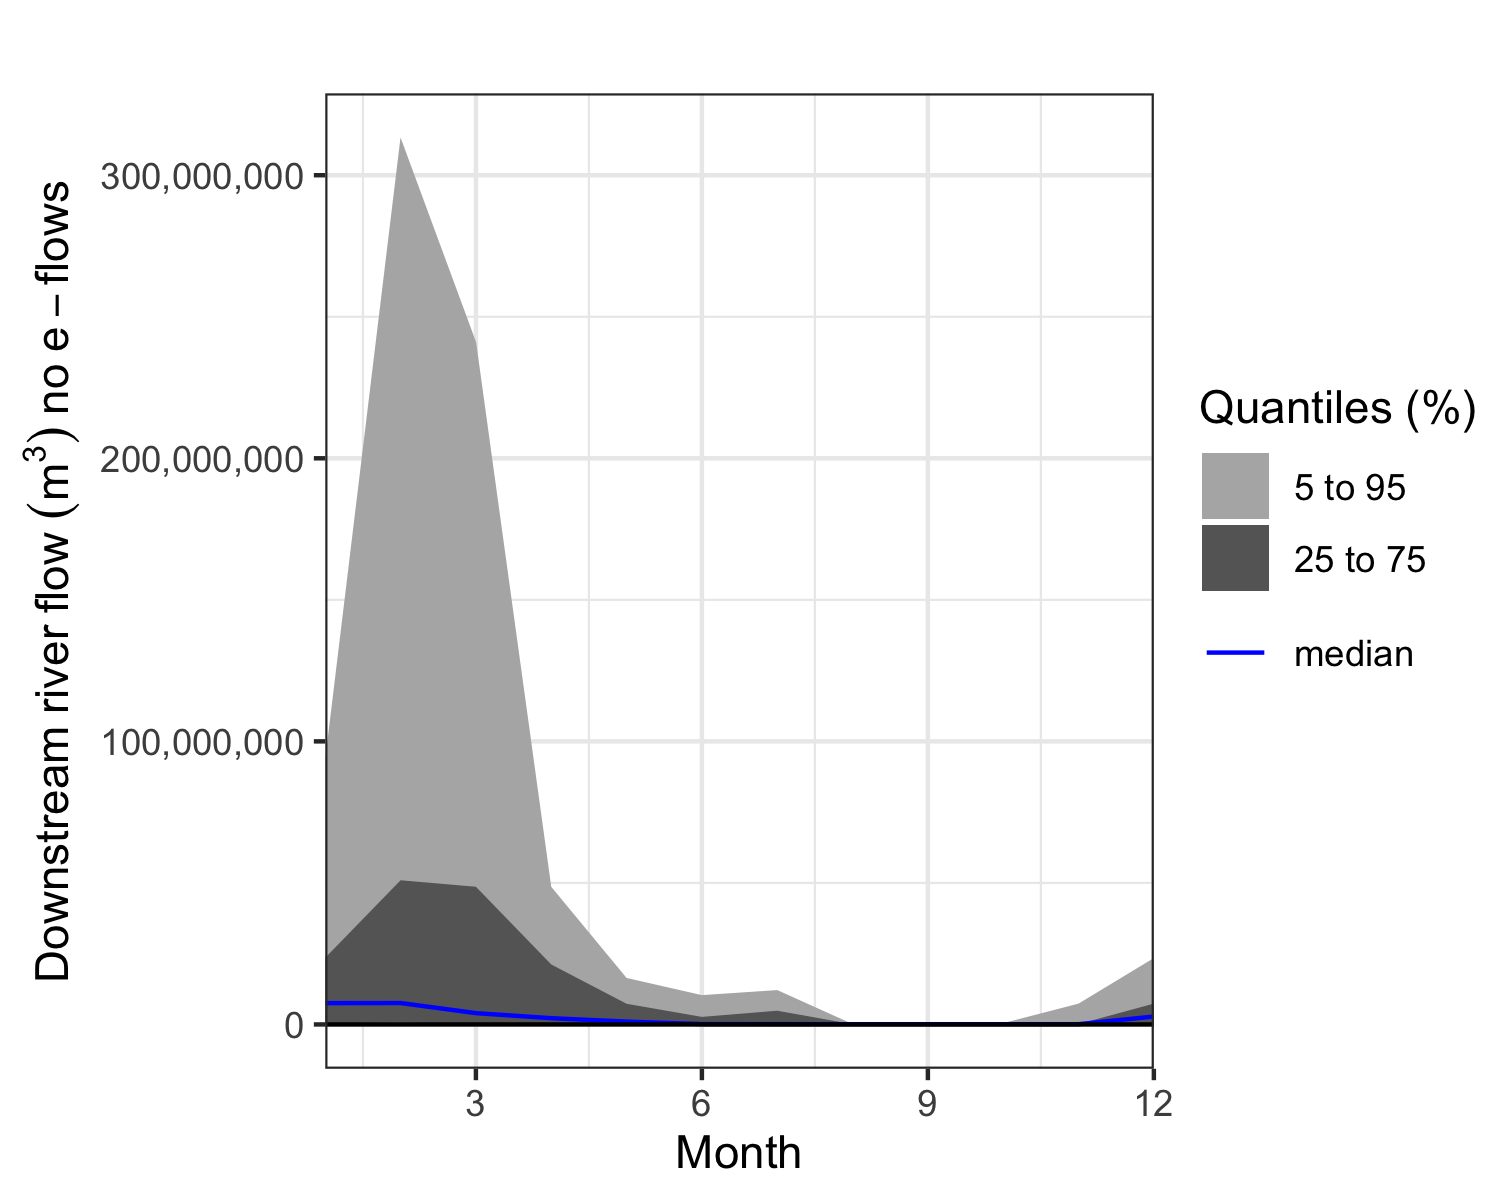 Downstream river flow (m³) no e – flows
300,000,000
200,000,000
100,000,000
0
3
6
9
12
Month
Quantiles (%)
5 to 95
25 to 75
median